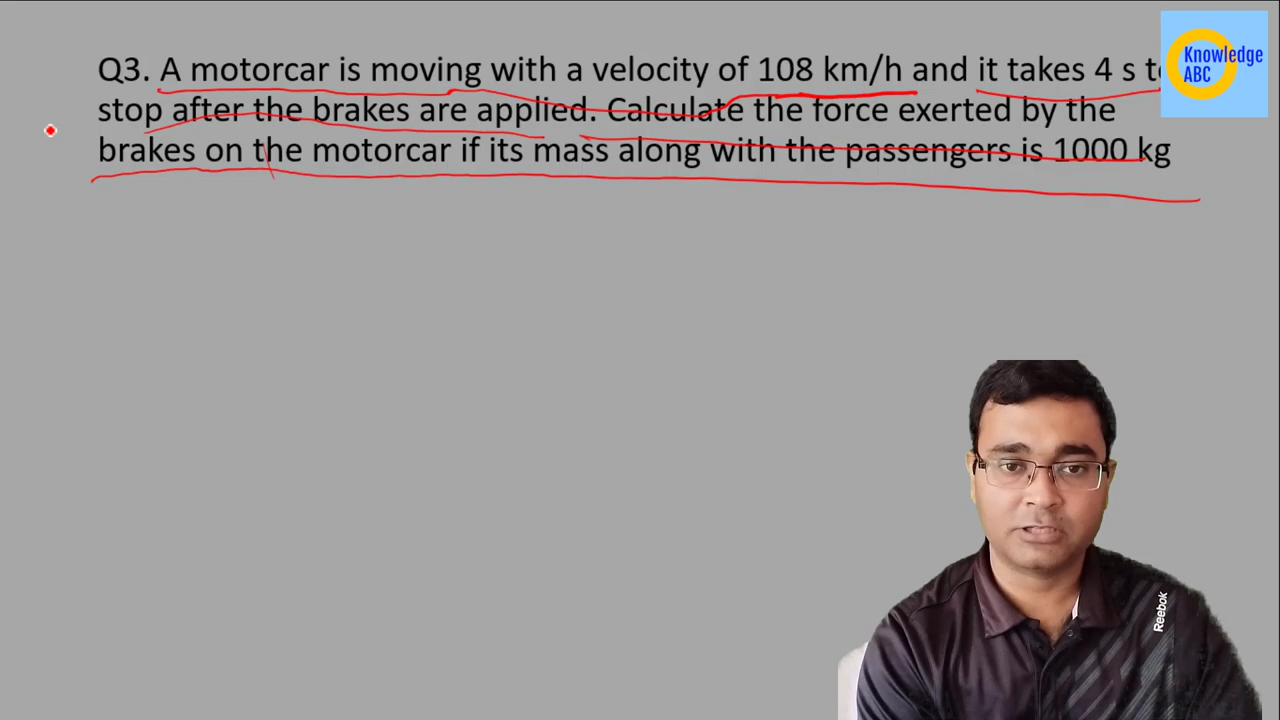 Q3. A motorcar is moving with a velocity of 108 km/h and it takes 4 s
stop after the brakes are applied. Calculate the force exerted by the
brakes on the motorcar if its mass along with the passengers is 1000 kg
Knowledge
ABC
Reebok